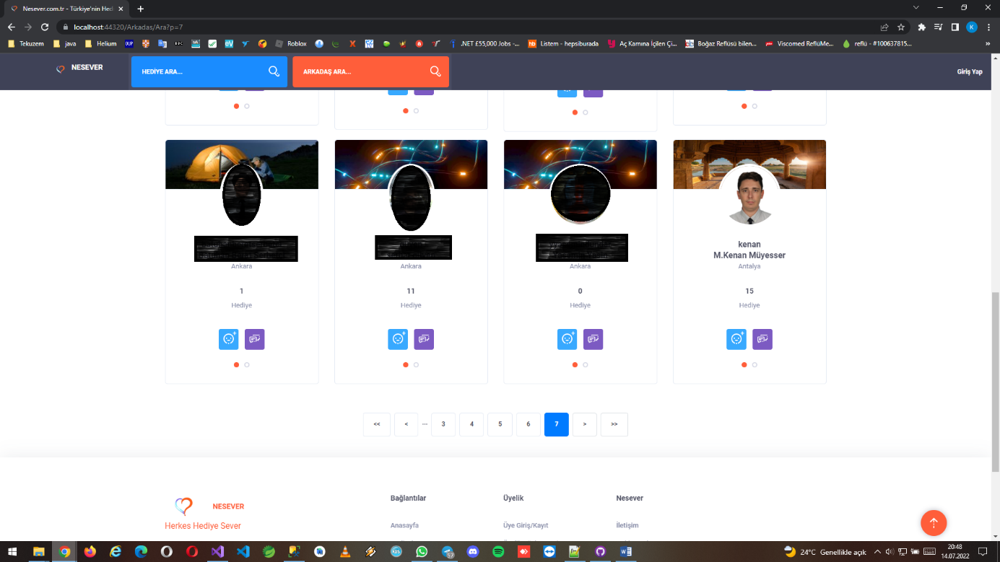 Nesever.com.tr - Türkiye'nin Hed
localhost:44320/Arkadas/Ara?p=7
Tekuzem
java
Helium
Roblox
.NET £55,000 Jobs -...
Listem - hepsiburada
Aç Karnına İçilen Çi...
Boğaz Reflüsü bilen...
Viscomed RefluMe...
reflü - #100637815...
»
NESEVER
HEDİYE ARA...
ARKADAŞ ARA...
Giriş Yap
kenan
M.Kenan Müyesser
Ankara
Ankara
Ankara
Antalya
1
11
0
15
Hediye
Hediye
Hediye
Hediye
<<
<
...
3
4
5
6
7
>
>>
NESEVER
Herkes Hediye Sever
Bağlantılar
Üyelik
Nesever
Anasayfa
Üye Giriş/Kayıt
İletişim
24°C Genellikle açık
20:48
14.07.2022